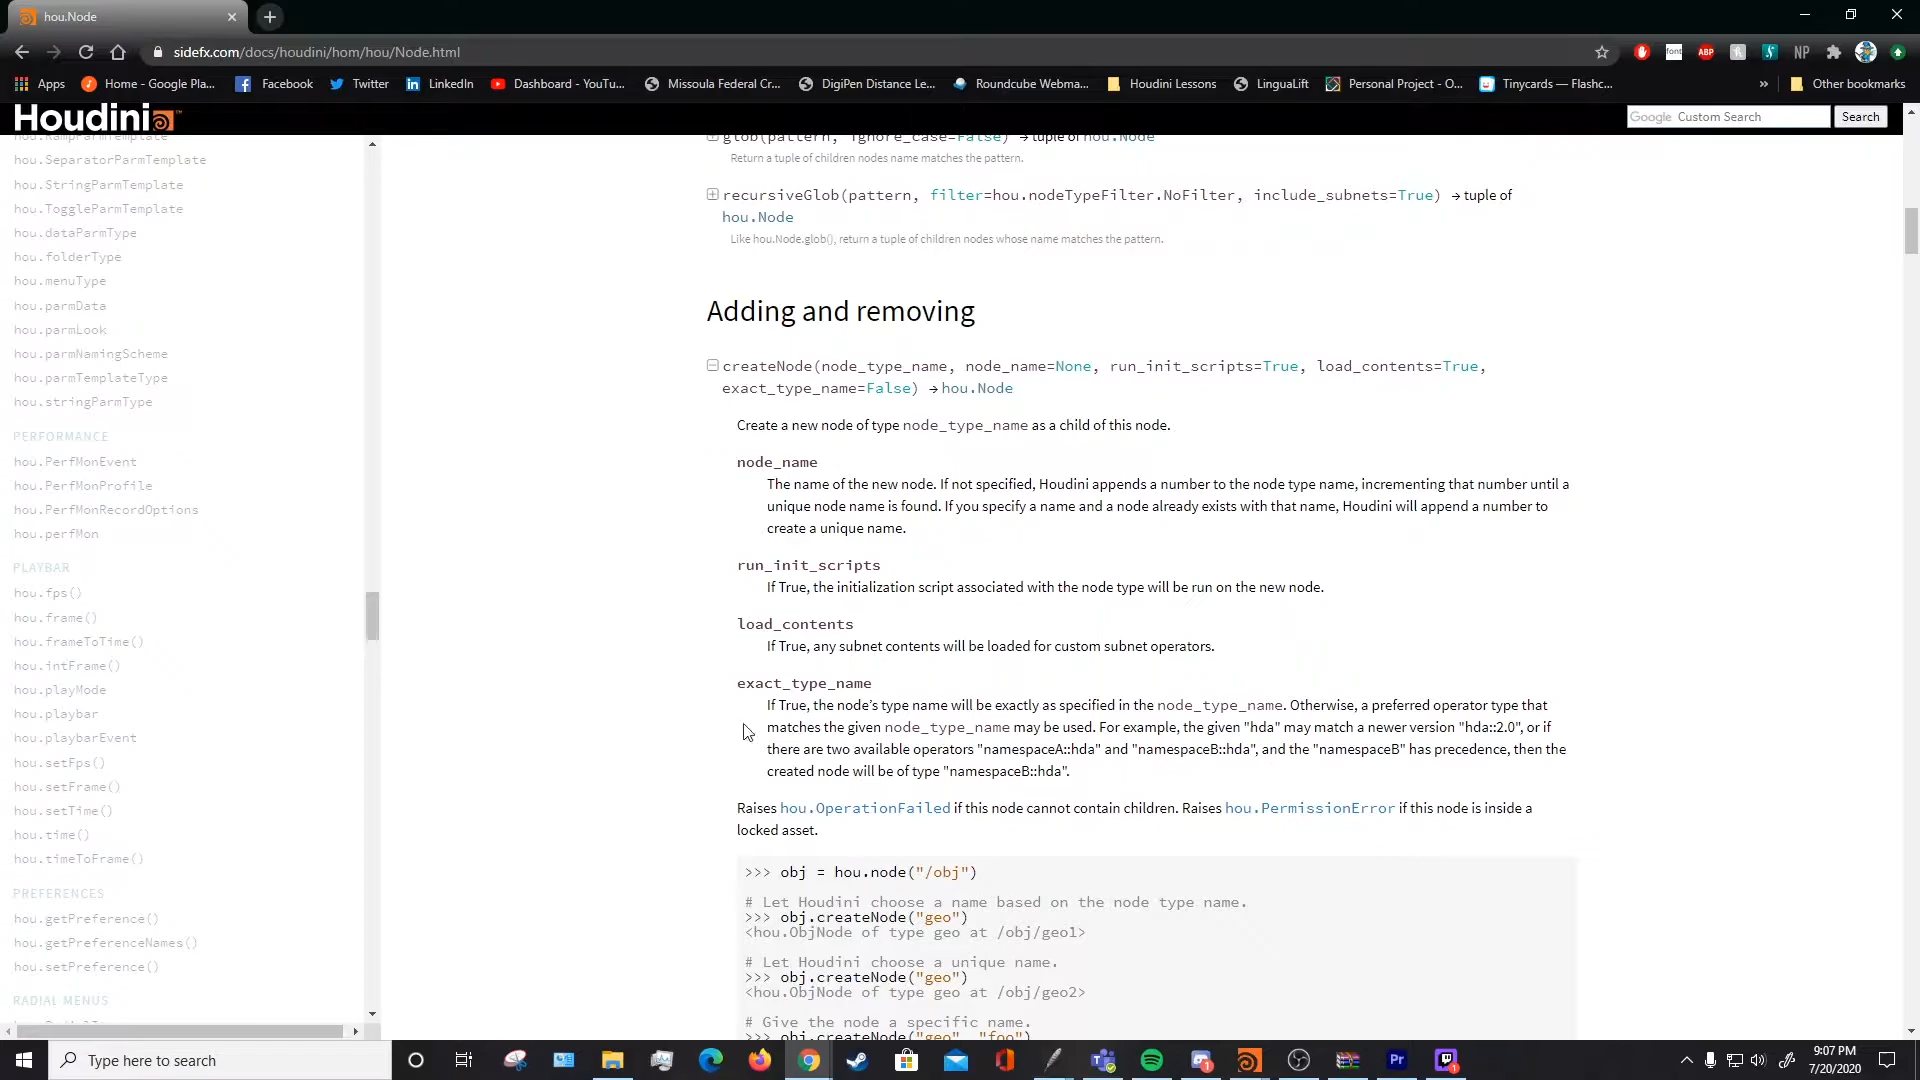 hou.Node
sidefx.com/docs/houdini/hom/hou/Node.html
font
ABP
NP
Apps
Home - Google Pla...
Facebook
Twitter
LinkedIn
Dashboard - YouTu...
Missoula Federal Cr...
DigiPen Distance Le...
Roundcube Webma...
Houdini Lessons
LinguaLift
Personal Project - O...
Tinycards — Flashc...
»
Other bookmarks
Houdini
Google Custom Search
Search
hou.RampParmTemplate
hou.SeparatorParmTemplate
hou.StringParmTemplate
hou.ToggleParmTemplate
hou.dataParmType
hou.folderType
hou.menuType
hou.parmData
hou.parmLook
hou.parmNamingScheme
hou.parmTemplateType
hou.stringParmType
PERFORMANCE
hou.PerfMonEvent
hou.PerfMonProfile
hou.PerfMonRecordOptions
hou.perfMon
PLAYBAR
hou.fps()
hou.frame()
hou.frameToTime()
hou.intFrame()
hou.playMode
hou.playbar
hou.playbarEvent
hou.setFps()
hou.setFrame()
hou.setTime()
hou.time()
hou.timeToFrame()
PREFERENCES
hou.getPreference()
hou.getPreferenceNames()
hou.setPreference()
RADIAL MENUS
glob(pattern, ignore_case=False) → tuple of hou.Node
Return a tuple of children nodes name matches the pattern.
recursiveGlob(pattern, filter=hou.nodeTypeFilter.NoFilter, include_subnets=True) → tuple of
hou.Node
Like hou.Node.glob(), return a tuple of children nodes whose name matches the pattern.
Adding and removing
createNode(node_type_name, node_name=None, run_init_scripts=True, load_contents=True,
exact_type_name=False) → hou.Node
Create a new node of type node_type_name as a child of this node.
node_name
The name of the new node. If not specified, Houdini appends a number to the node type name, incrementing that number until a
unique node name is found. If you specify a name and a node already exists with that name, Houdini will append a number to
create a unique name.
run_init_scripts
If True, the initialization script associated with the node type will be run on the new node.
load_contents
If True, any subnet contents will be loaded for custom subnet operators.
exact_type_name
If True, the node's type name will be exactly as specified in the node_type_name. Otherwise, a preferred operator type that
matches the given node_type_name may be used. For example, the given "hda" may match a newer version "hda::2.0", or if
there are two available operators "namespaceA::hda" and "namespaceB::hda", and the "namespaceB" has precedence, then the
created node will be of type "namespaceB::hda".
Raises hou.OperationFailed if this node cannot contain children. Raises hou.PermissionError if this node is inside a
locked asset.
>>> obj = hou.node("/obj")
# Let Houdini choose a name based on the node type name.
>>> obj.createNode("geo")
<hou.ObjNode of type geo at /obj/geo1>
# Let Houdini choose a unique name.
>>> obj.createNode("geo")
<hou.ObjNode of type geo at /obj/geo2>
# Give the node a specific name.
>>> obj.createNode("geo", "foo")
Type here to search
Pr
9:07 PM
7/20/2020